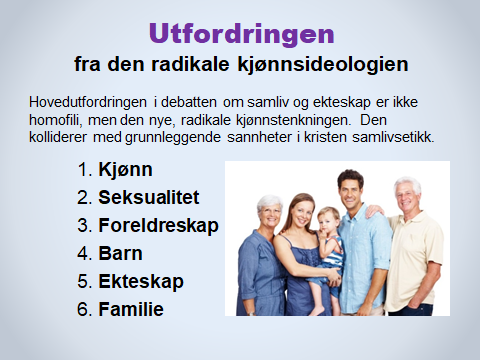 Utfordringen
fra den radikale kjønnsideologien
Hovedutfordringen i debatten om samliv og ekteskap er ikke
homofili, men den nye, radikale kjønnstenkningen. Den
kolliderer med grunnleggende sannheter i kristen samlivsetikk.
1. Kjønn
2. Seksualitet
3. Foreldreskap
4. Barn
5. Ekteskap
6. Familie